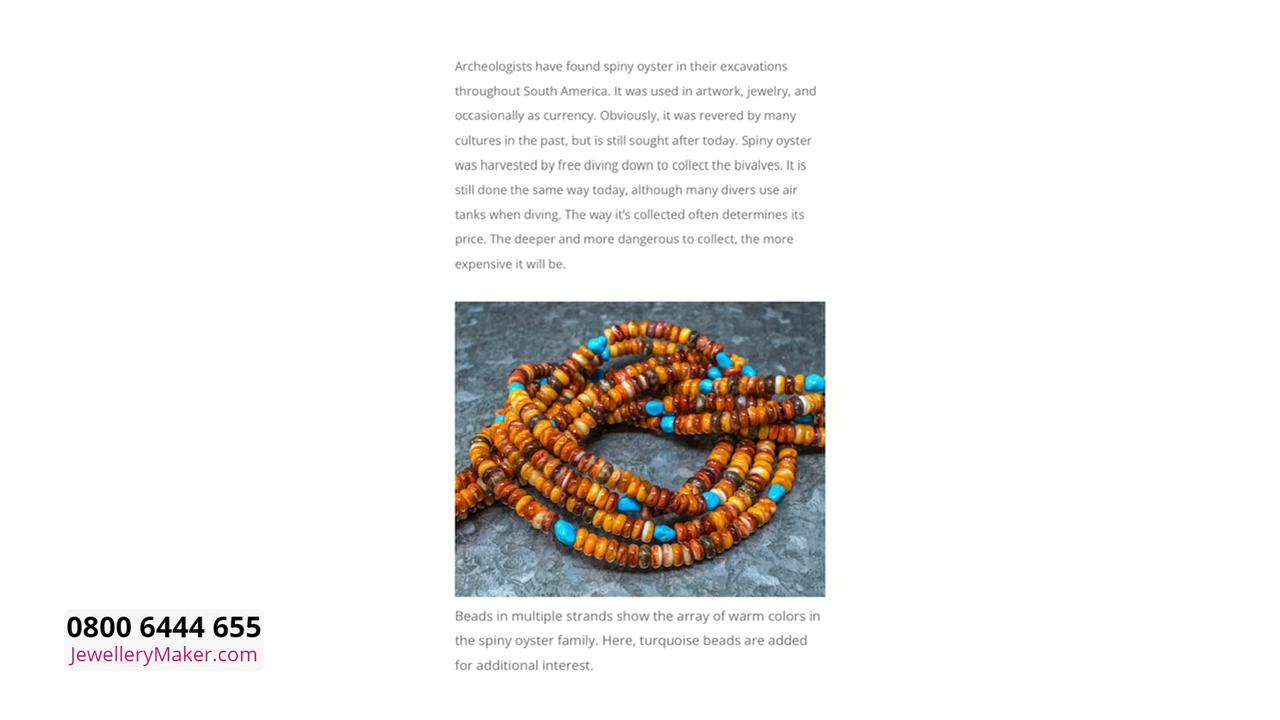 Archeologists have found spiny oyster in their excavations
throughout South America. It was used in artwork, jewelry, and
occasionally as currency. Obviously, it was revered by many
cultures in the past, but is still sought after today. Spiny oyster
was harvested by free diving down to collect the bivalves. It is
still done the same way today, although many divers use air
tanks when diving. The way it’s collected often determines its
price. The deeper and more dangerous to collect, the more
expensive it will be.
Beads in multiple strands show the array of warm colors in
the spiny oyster family. Here, turquoise beads are added
for additional interest.
0800 6444 655
JewelleryMaker.com